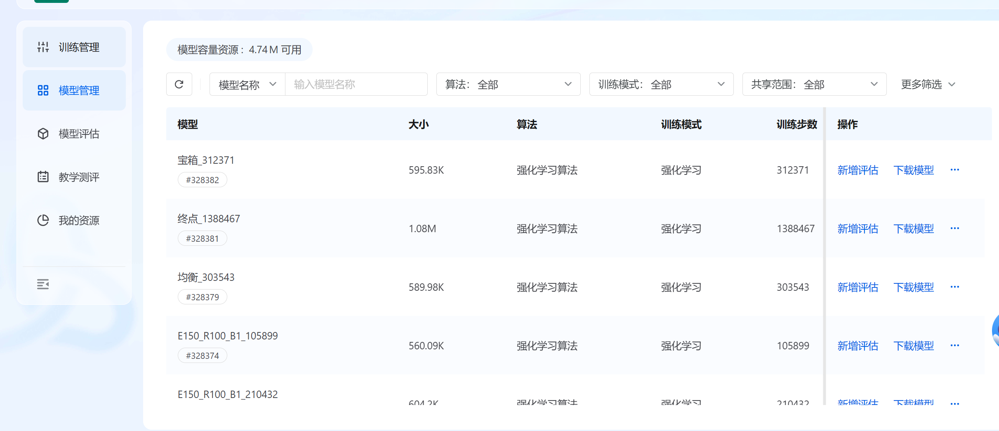 训练管理
模型管理
模型评估
教学测评
我的资源
模型容量资源：4.74 M 可用
模型名称 输入模型名称 算法：全部 训练模式：全部 共享范围：全部 更多筛选
模型 大小 算法 训练模式 训练步数 操作
宝箱_312371
#328382
595.83K 强化学习算法 强化学习 312371 新增评估 下载模型 ···
终点_1388467
#328381
1.08M 强化学习算法 强化学习 1388467 新增评估 下载模型 ···
均衡_303543
#328379
589.98K 强化学习算法 强化学习 303543 新增评估 下载模型 ···
E150_R100_B1_105899
#328374
560.09K 强化学习算法 强化学习 105899 新增评估 下载模型 ···
E150_R100_B1_210432
604.2K 强化学习算法 强化学习 210432 新增评估 下载模型 ···